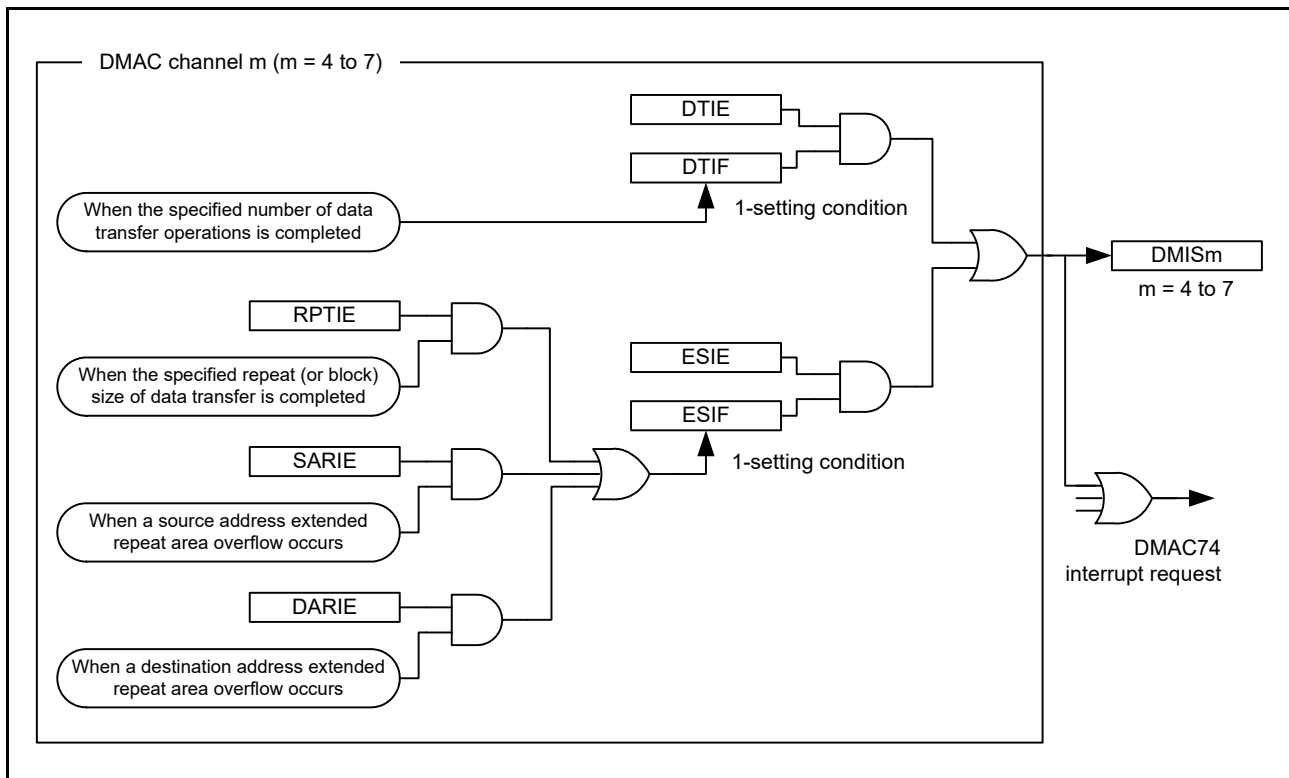 DMAC channel m (m = 4 to 7)
DTIE
DTIF
When the specified number of data
transfer operations is completed
1-setting condition
DMISm
m = 4 to 7
RPTIE
When the specified repeat (or block)
size of data transfer is completed
ESIE
ESIF
1-setting condition
SARIE
When a source address extended
repeat area overflow occurs
DMAC74
interrupt request
DARIE
When a destination address extended
repeat area overflow occurs